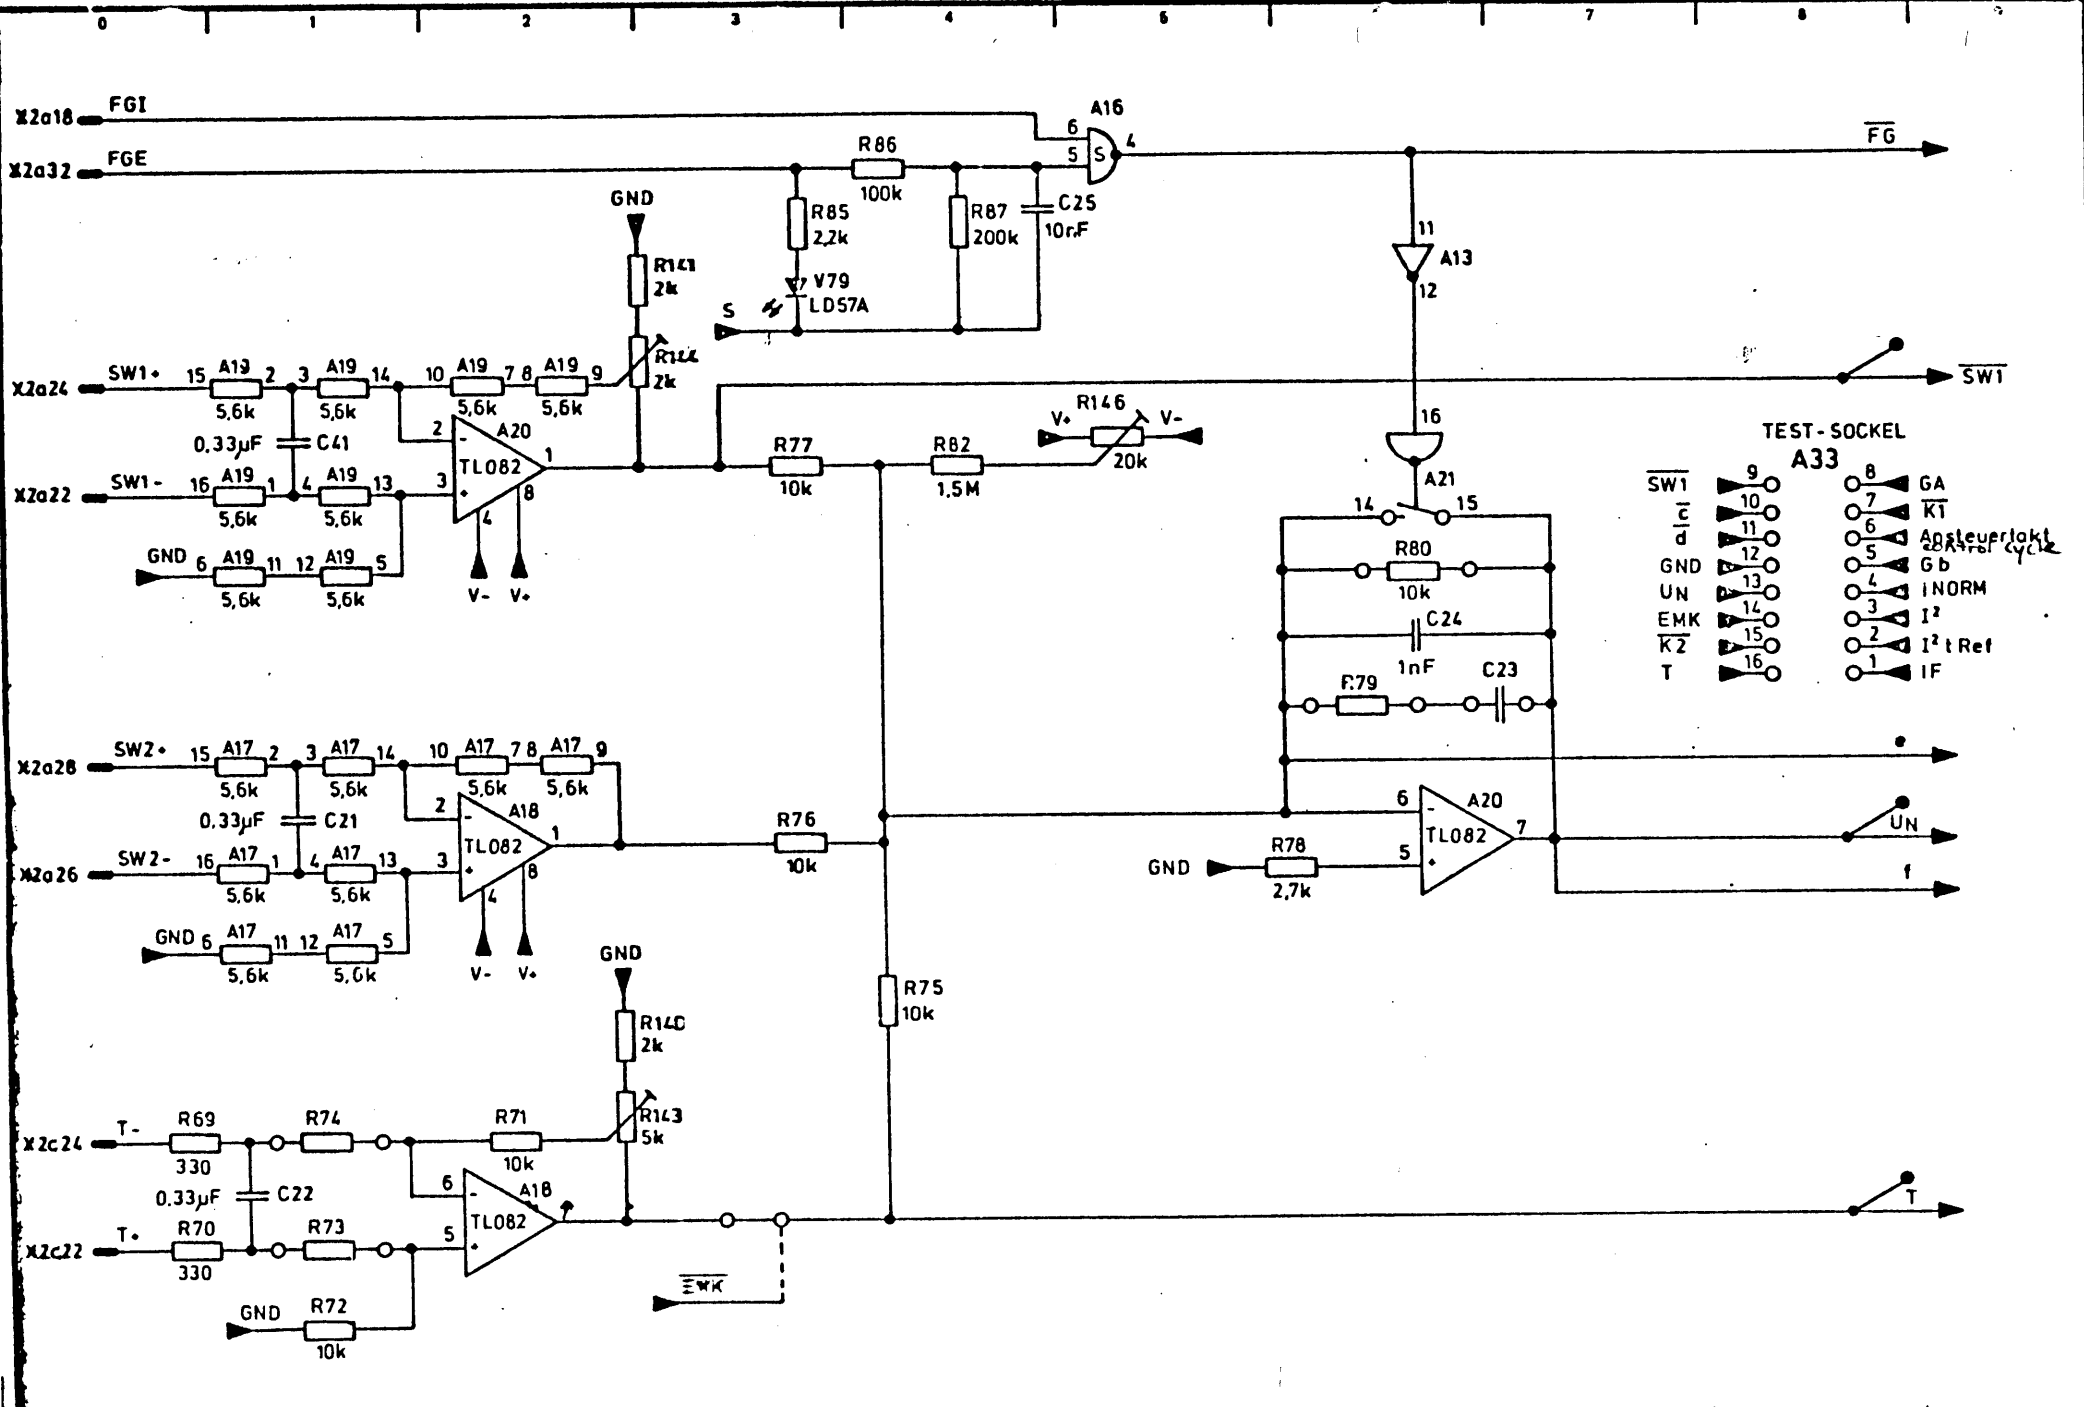 0 1 2 3 4 5 7 8
X2a18 FGI
A16
6
5 S 4
FG
X2a32 FGE
R86
100k
R85
2,2k
R87
200k
C25
V79
LD57A
S
11
A13
12
GND
R141
2k
2k
X2a24 SW1+ 15 A19 2 3 A19 14 10 A19 7 8 A19 9
5,6k 5,6k 5,6k 5,6k
0,33µF C41
2 - A20
TL082 1
3 + 8
4
X2a22 SW1- 16 A19 1 4 A19 13
5,6k 5,6k
GND 6 A19 11 12 A19 5
5,6k 5,6k
V- V+
SW1
R77
10k
R82
1,5M
V+ R146 V-
20k
16
A21
14 15
R80
10k
C24
1nF
R79 C23
TEST-SOCKEL
A33
SW1 9 8 GA
c 10 7 K1
d 11 6 Ansteuertakt
control cycle
GND 12 5 Gb
UN 13 4 INORM
EMK 14 3 I²
K2 15 2 I²tRef
T 16 1 IF
e
X2a28 SW2+ 15 A17 2 3 A17 14 10 A17 7 8 A17 9
5,6k 5,6k 5,6k 5,6k
0,33µF C21
2 - A18
TL082 1
3 + 8
4
X2a26 SW2- 16 A17 1 4 A17 13
5,6k 5,6k
GND 6 A17 11 12 A17 5
5,6k
V- V+
R76
10k
6 - A20
TL082 7
5 +
GND R78
2,7k
UN
f
R75
10k
GND
R140
2k
R143
5k
X2c24 T- R69 R74 R71
330 10k
0,33µF C22
6 - A18
TL082
5 +
X2c22 T+ R70 R73
330
GND R72
10k
T